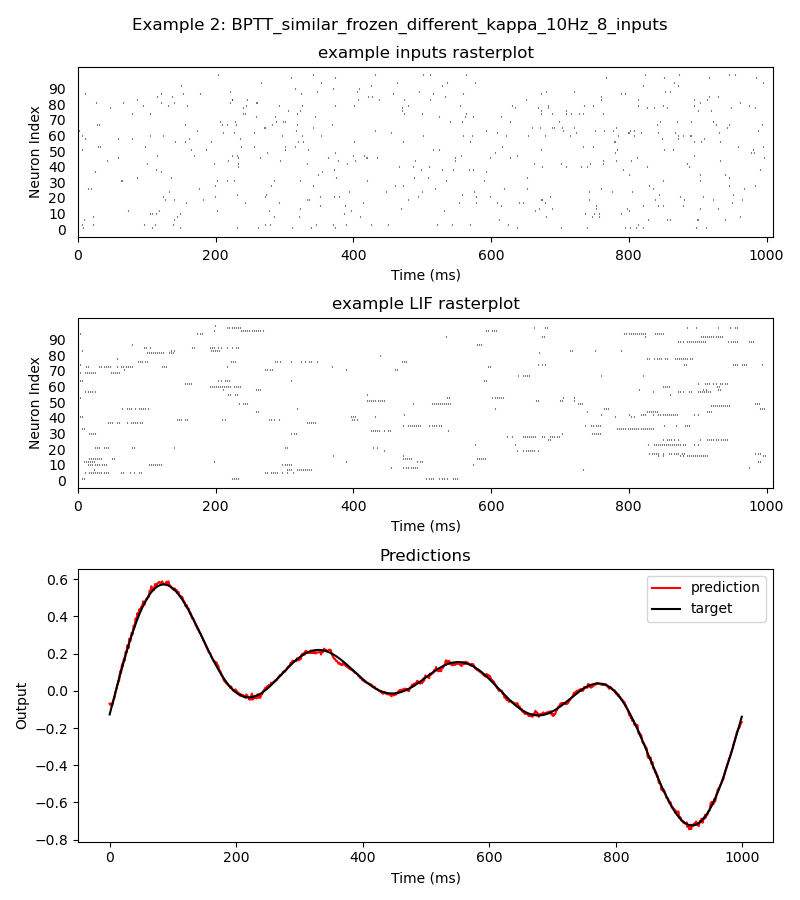 Example 2: BPTT_similar_frozen_different_kappa_10Hz_8_inputs
example inputs rasterplot
90
80
70
60
50
40
30
20
10
0
Neuron Index
0 200 400 600 800 1000
Time (ms)
example LIF rasterplot
90
80
70
60
50
40
30
20
10
0
Neuron Index
0 200 400 600 800 1000
Time (ms)
Predictions
0.6
0.4
0.2
0.0
−0.2
−0.4
−0.6
−0.8
Output
prediction
target
0 200 400 600 800 1000
Time (ms)